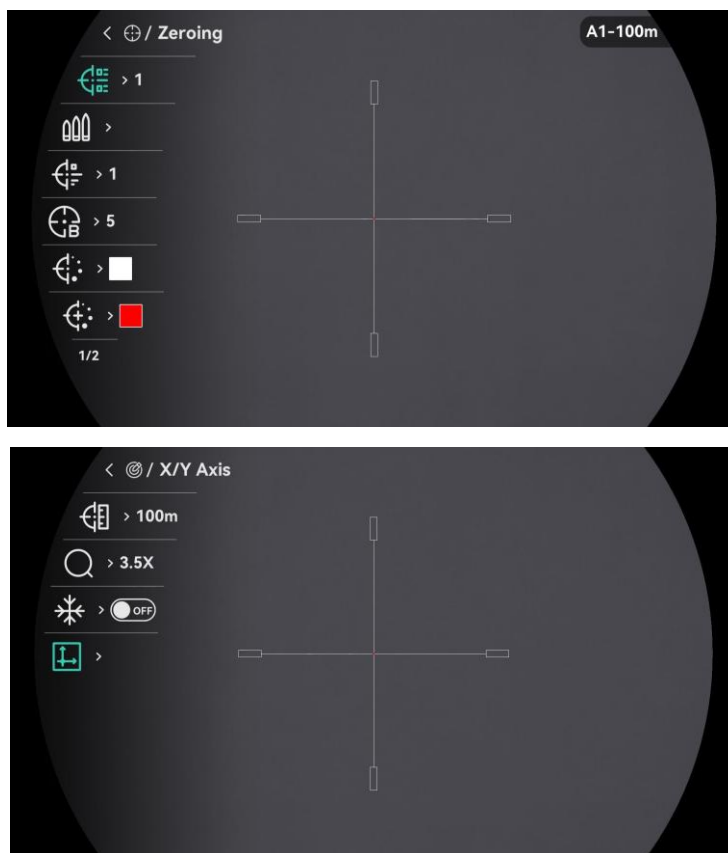 < / Zeroing
A1-100m
> 1
>
> 1
B > 5
>
>
1/2
< / X/Y Axis
> 100m
> 3.5X
> OFF
>